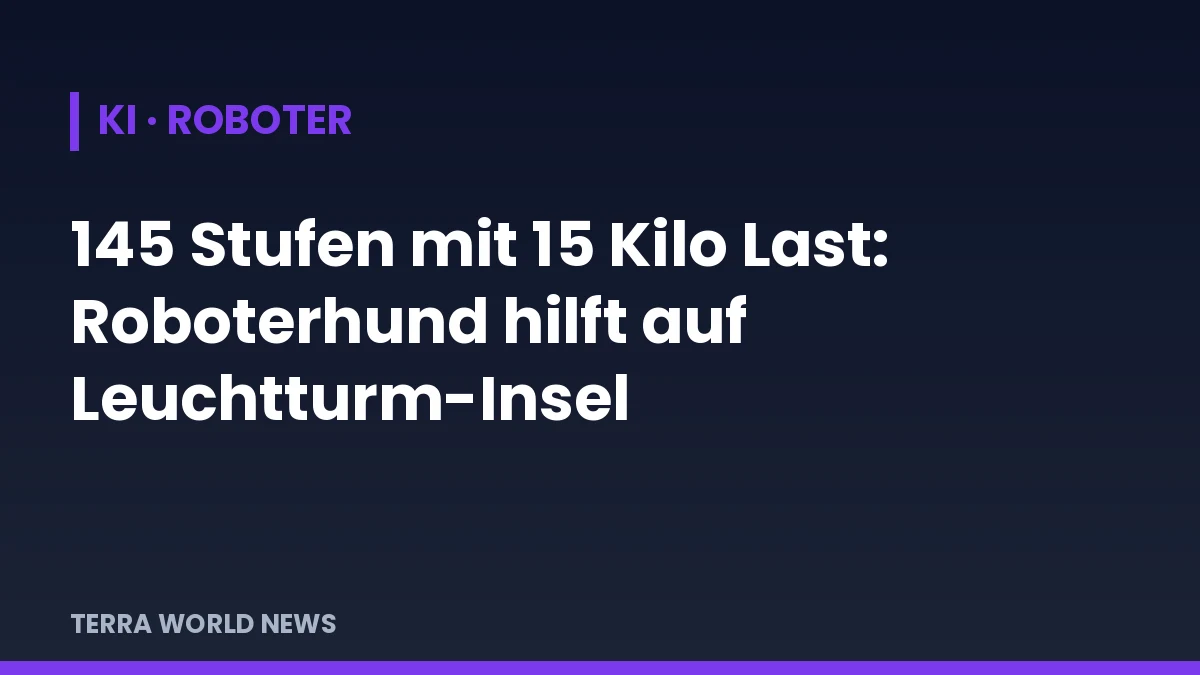 KI · ROBOTER
145 Stufen mit 15 Kilo Last:
Roboterhund hilft auf
Leuchtturm-Insel
TERRA WORLD NEWS